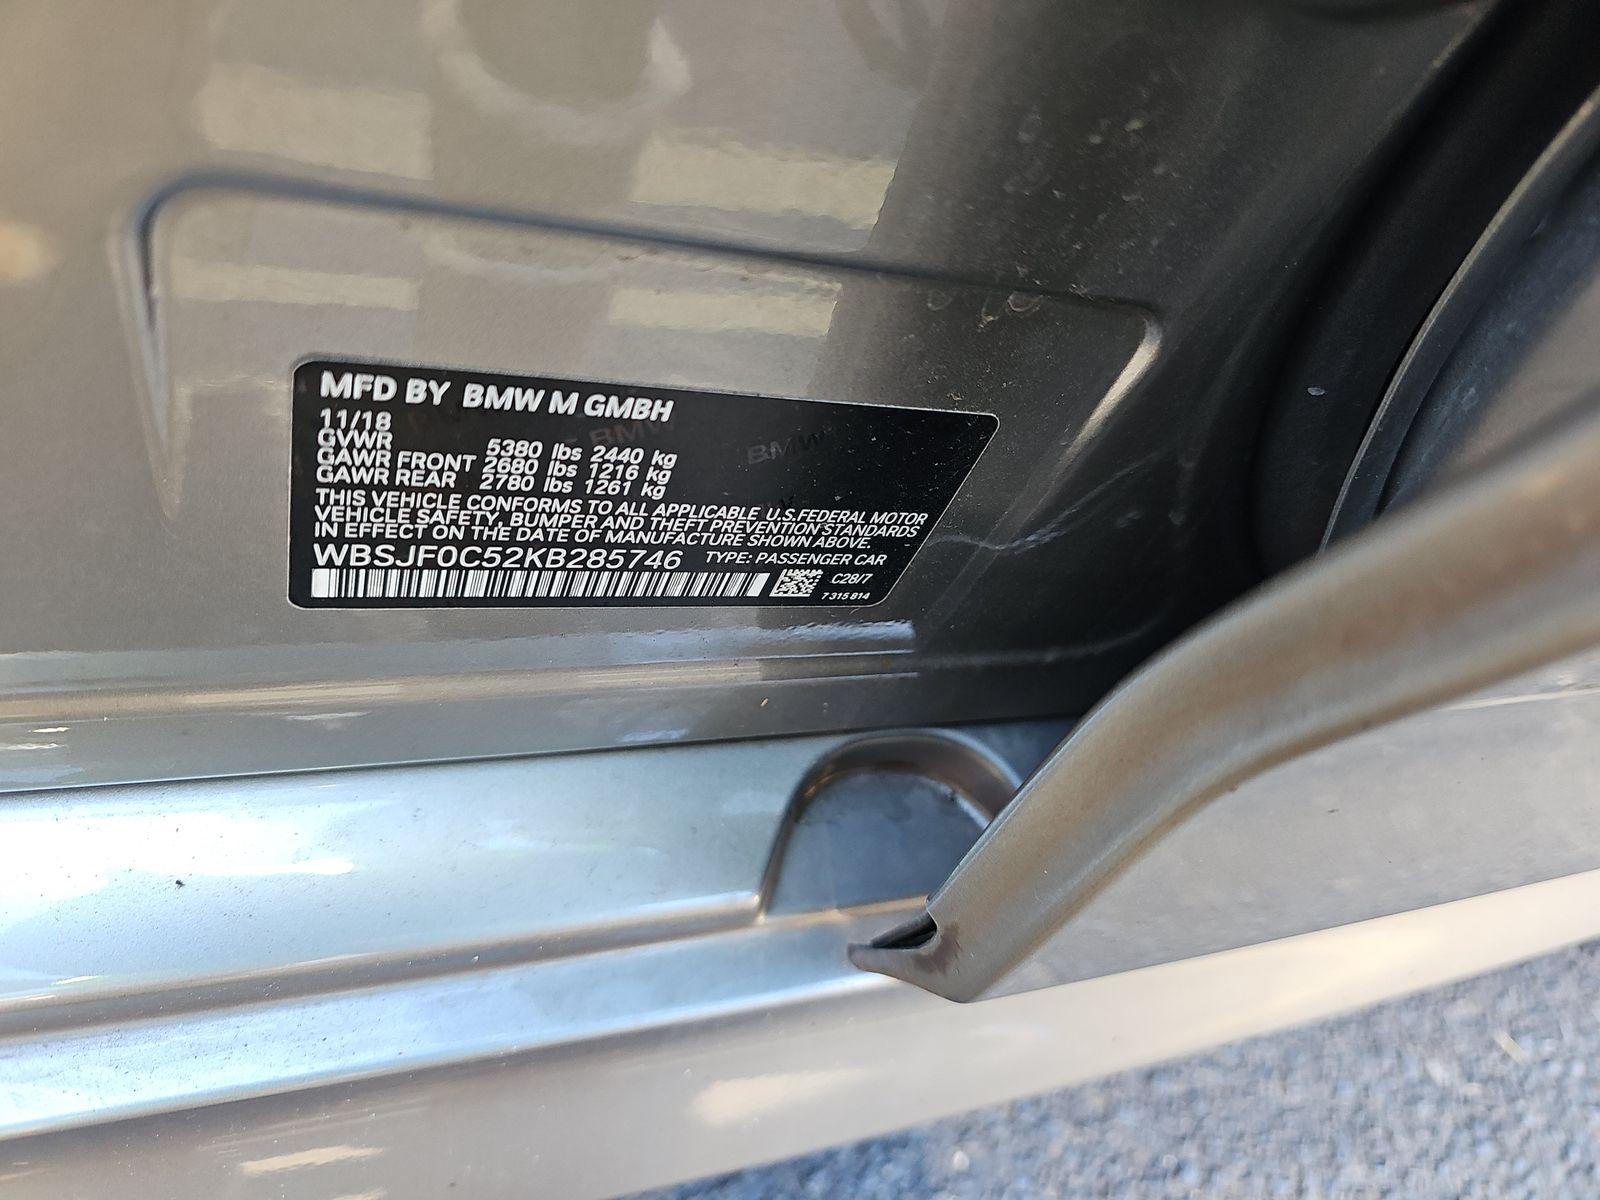 MFD BY BMW M GMBH
11/18
GVWR 5380 lbs 2440 kg
GAWR FRONT 2680 lbs 1216 kg
GAWR REAR 2780 lbs 1261 kg
THIS VEHICLE CONFORMS TO ALL APPLICABLE U.S.FEDERAL MOTOR
VEHICLE SAFETY, BUMPER AND THEFT PREVENTION STANDARDS
IN EFFECT ON THE DATE OF MANUFACTURE SHOWN ABOVE.
WBSJF0C52KB285746 TYPE: PASSENGER CAR
C28/7
7 315 814